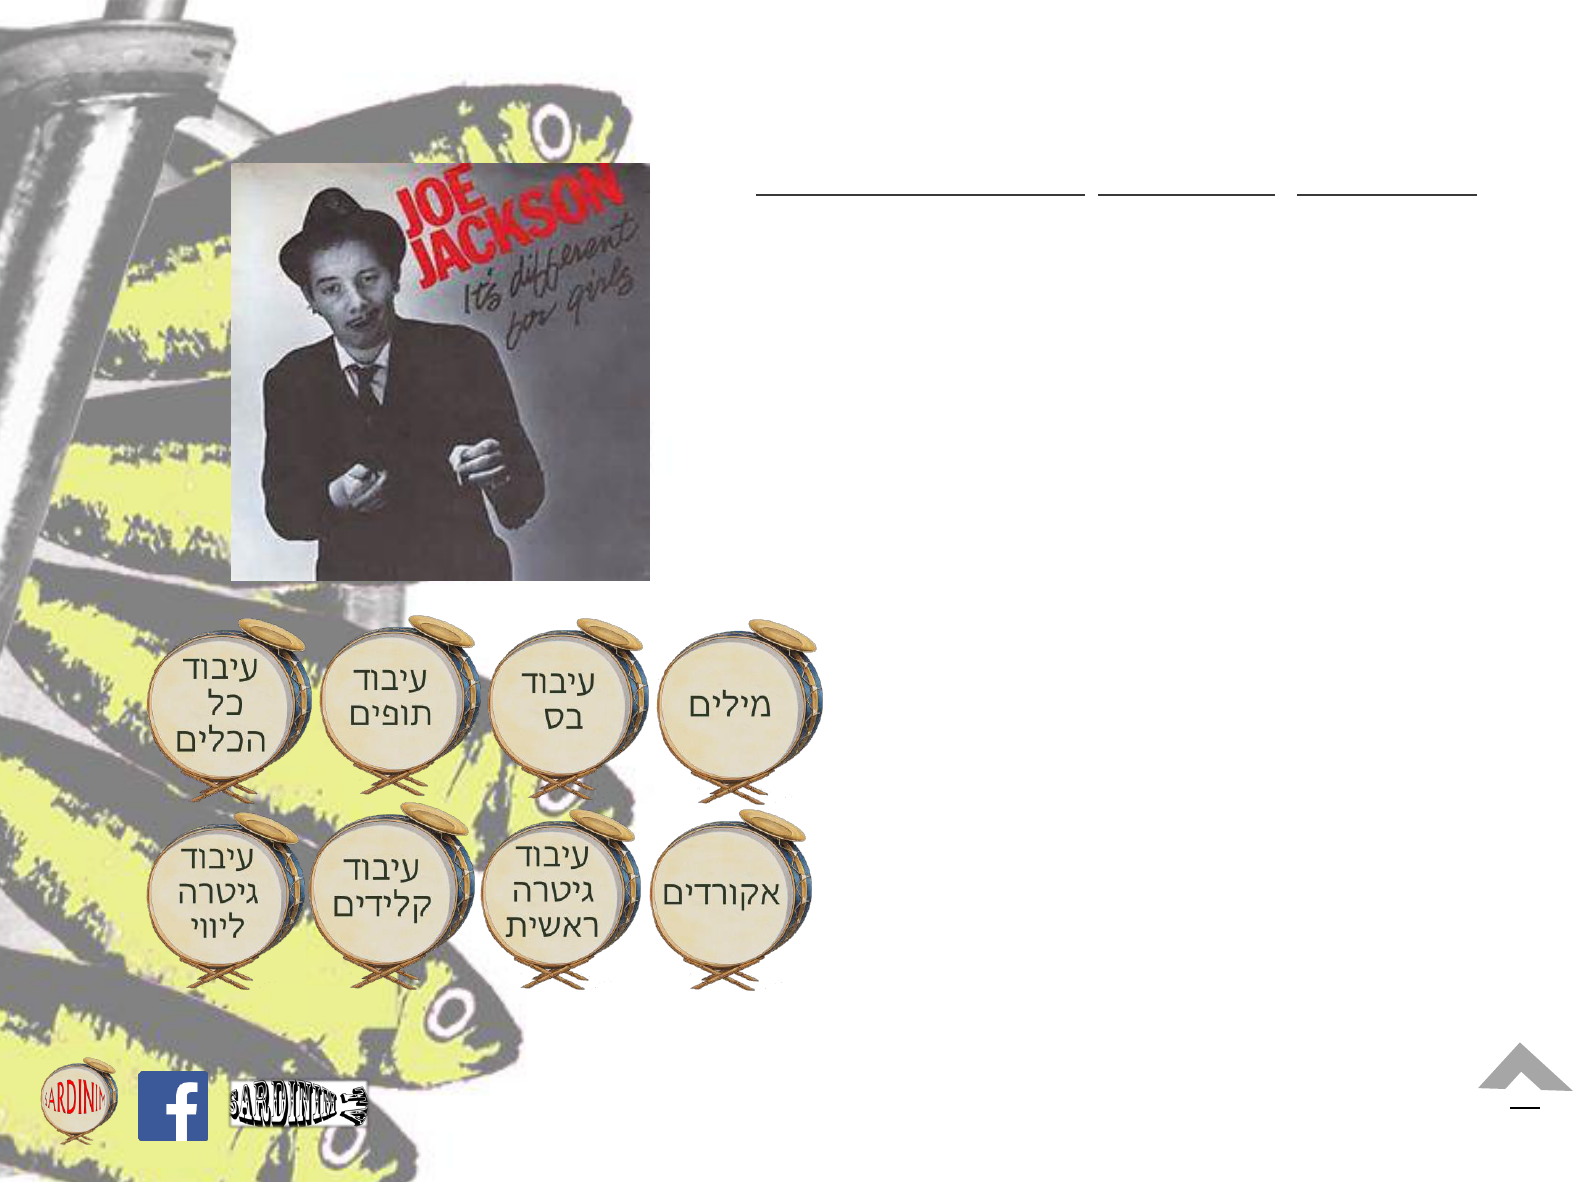 JOE
JACKSON
It's different
for girls
מילים
עיבוד
בס
עיבוד
תופים
עיבוד
כל
הכלים
אקורדים
עיבוד
גיטרה
ראשית
עיבוד
קלידים
עיבוד
גיטרה
ליווי
SARDINIM
f
SARDINIM